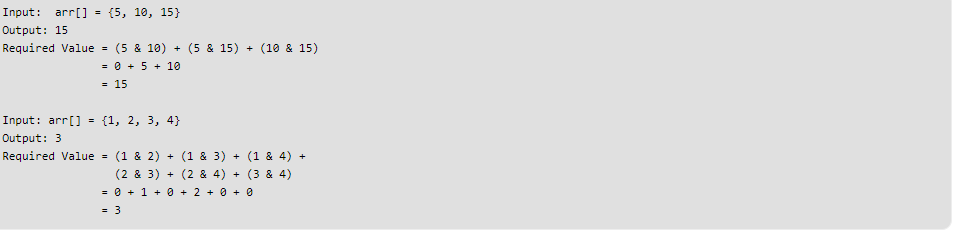 Input:  arr[] = {5, 10, 15}
Output: 15
Required Value = (5 & 10) + (5 & 15) + (10 & 15)
= 0 + 5 + 10
= 15
Input: arr[] = {1, 2, 3, 4}
Output: 3
Required Value = (1 & 2) + (1 & 3) + (1 & 4) +
(2 & 3) + (2 & 4) + (3 & 4)
= 0 + 1 + 0 + 2 + 0 + 0
= 3